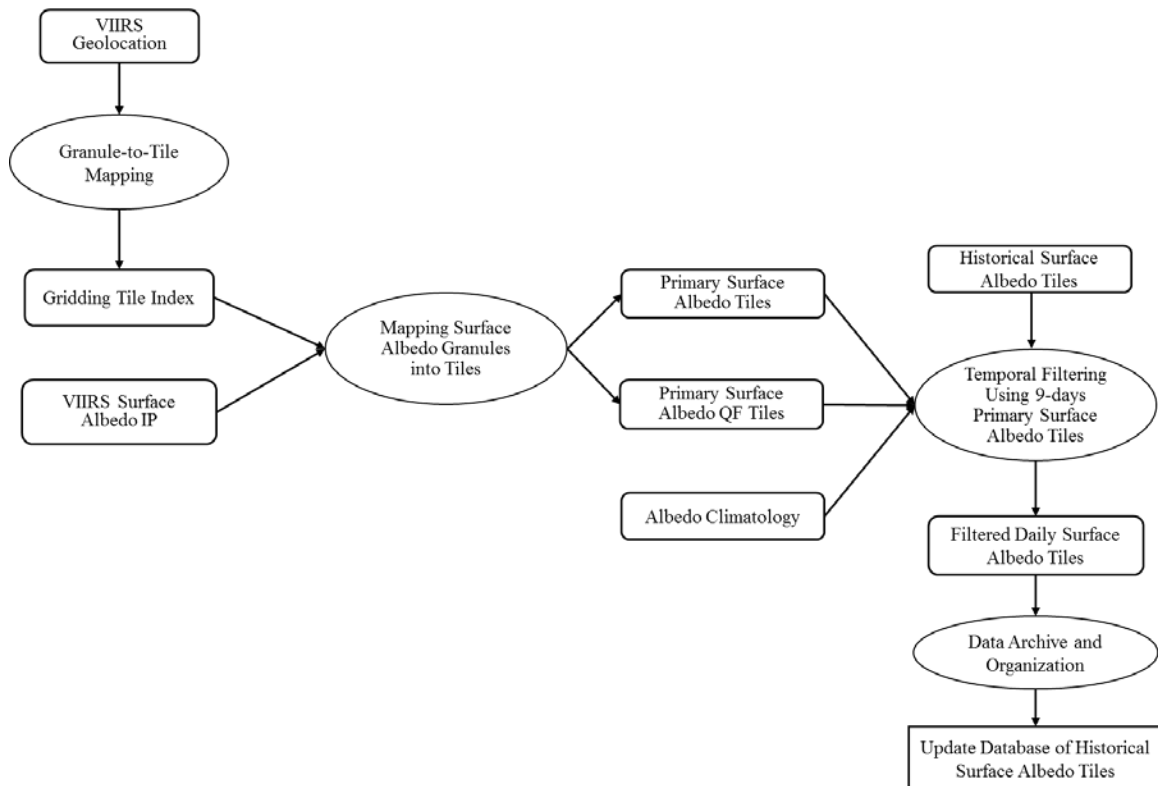 VIIRS
Geolocation
Granule-to-Tile
Mapping
Gridding Tile Index
VIIRS Surface
Albedo IP
Mapping Surface
Albedo Granules
into Tiles
Primary Surface
Albedo Tiles
Primary Surface
Albedo QF Tiles
Albedo Climatology
Historical Surface
Albedo Tiles
Temporal Filtering
Using 9-days
Primary Surface
Albedo Tiles
Filtered Daily Surface
Albedo Tiles
Data Archive and
Organization
Update Database of Historical
Surface Albedo Tiles